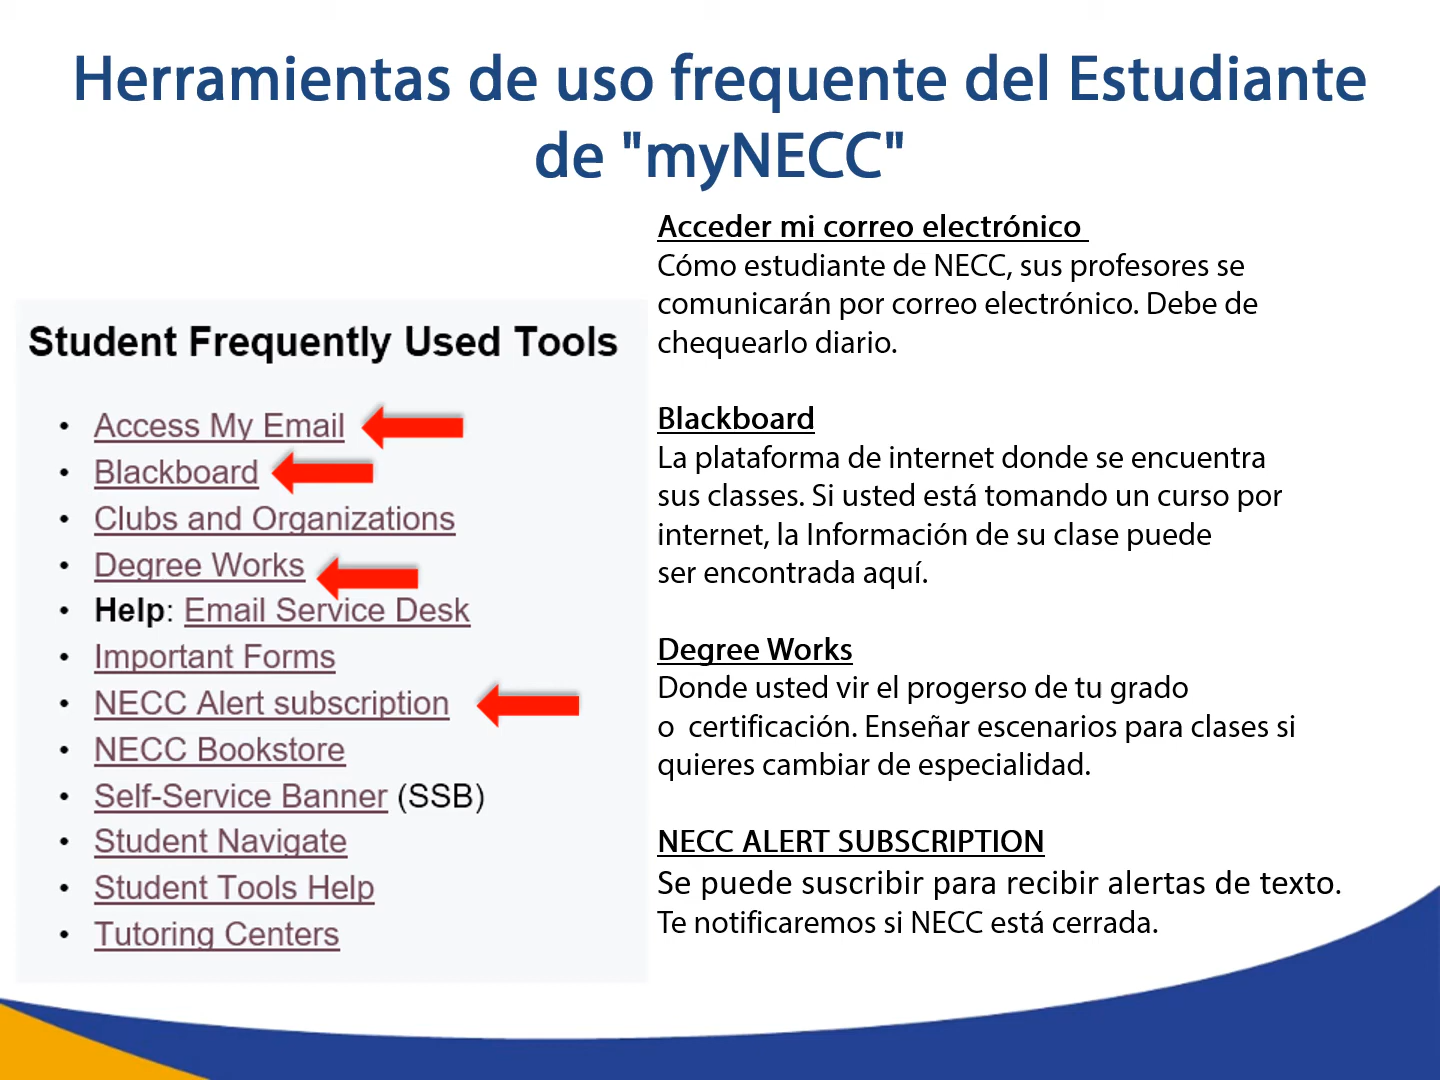 Herramientas de uso frequente del Estudiante
de "myNECC"
Student Frequently Used Tools
• Access My Email
• Blackboard
• Clubs and Organizations
• Degree Works
• Help: Email Service Desk
• Important Forms
• NECC Alert subscription
• NECC Bookstore
• Self-Service Banner (SSB)
• Student Navigate
• Student Tools Help
• Tutoring Centers
Acceder mi correo electrónico
Cómo estudiante de NECC, sus profesores se
comunicarán por correo electrónico. Debe de
chequearlo diario.
Blackboard
La plataforma de internet donde se encuentra
sus classes. Si usted está tomando un curso por
internet, la Información de su clase puede
ser encontrada aquí.
Degree Works
Donde usted vir el progerso de tu grado
o certificación. Enseñar escenarios para clases si
quieres cambiar de especialidad.
NECC ALERT SUBSCRIPTION
Se puede suscribir para recibir alertas de texto.
Te notificaremos si NECC está cerrada.